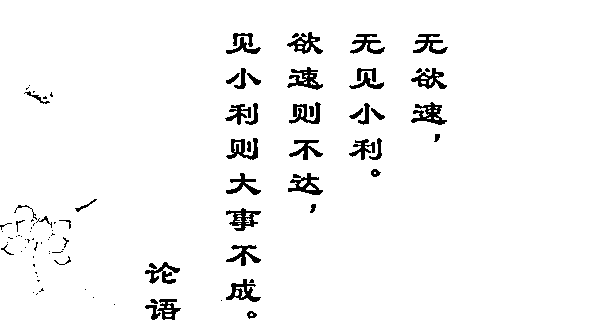 无欲速，
无见小利。
欲速则不达，
见小利则大事不成。
论语